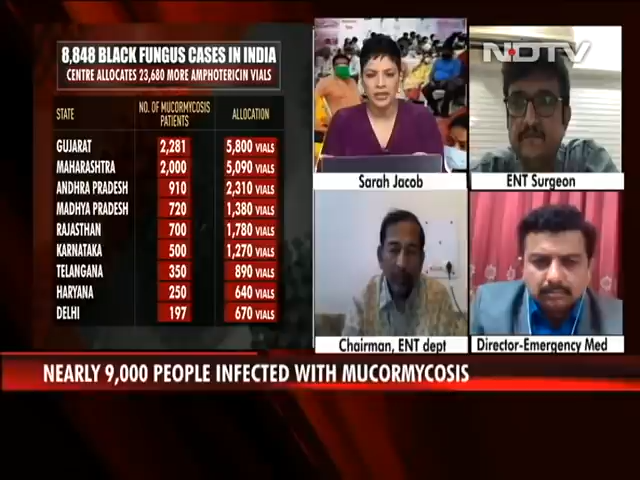 8,848 BLACK FUNGUS CASES IN INDIA
CENTRE ALLOCATES 23,680 MORE AMPHOTERICIN VIALS
STATE NO. OF MUCORMYCOSIS PATIENTS ALLOCATION
GUJARAT 2,281 5,800 VIALS
MAHARASHTRA 2,000 5,090 VIALS
ANDHRA PRADESH 910 2,310 VIALS
MADHYA PRADESH 720 1,380 VIALS
RAJASTHAN 700 1,780 VIALS
KARNATAKA 500 1,270 VIALS
TELANGANA 350 890 VIALS
HARYANA 250 640 VIALS
DELHI 197 670 VIALS
NDTV
Sarah Jacob
ENT Surgeon
Chairman, ENT dept
Director-Emergency Med
NEARLY 9,000 PEOPLE INFECTED WITH MUCORMYCOSIS